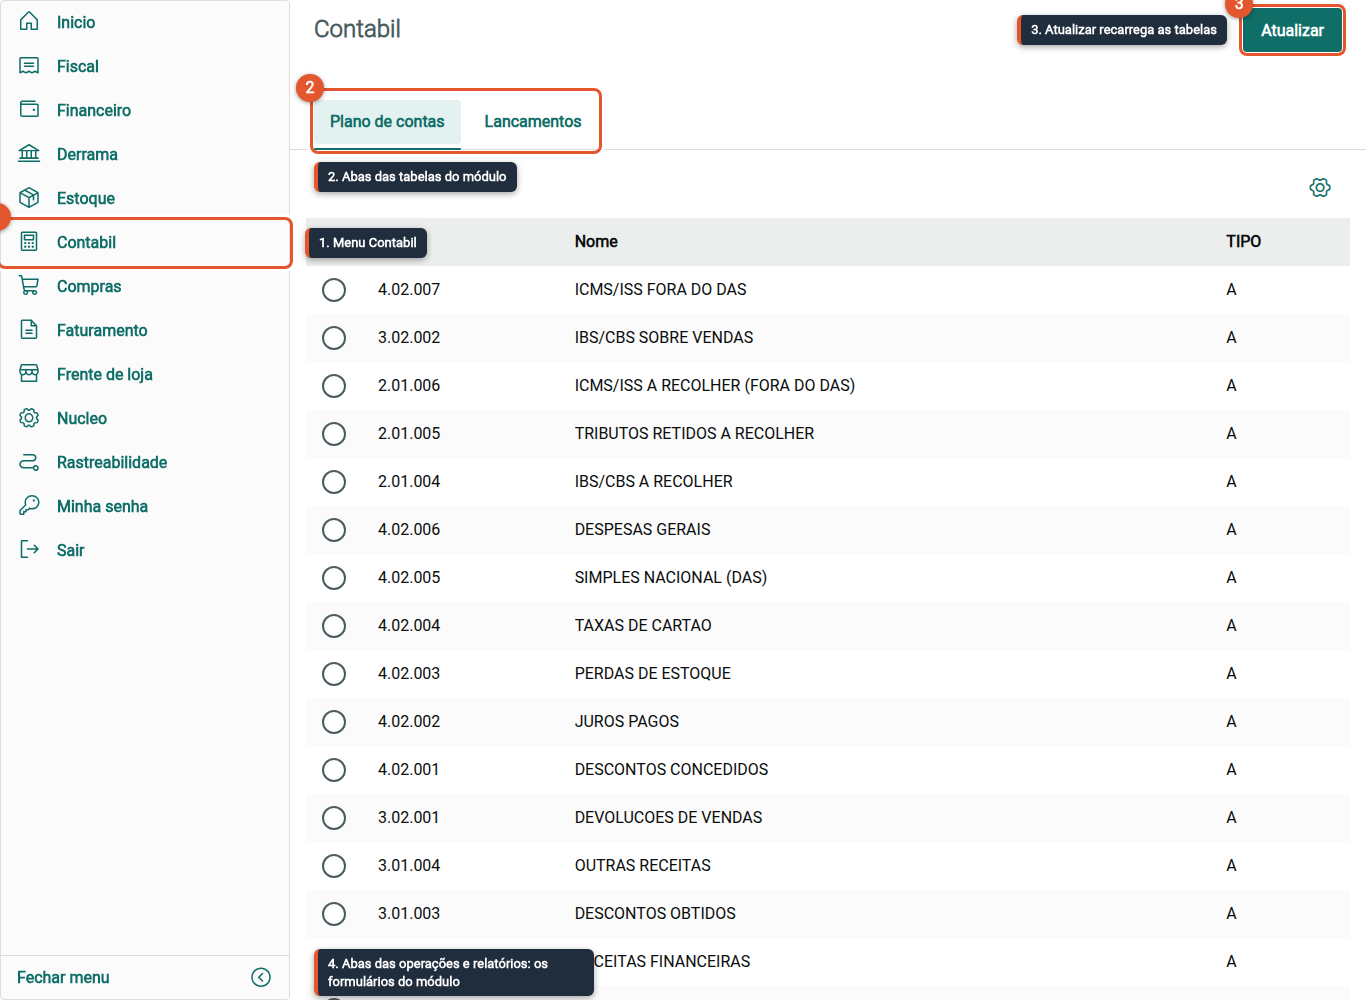 Inicio
Fiscal
Financeiro
Derrama
Estoque
Contabil
Compras
Faturamento
Frente de loja
Nucleo
Rastreabilidade
Minha senha
Sair
Fechar menu
Contabil
3. Atualizar recarrega as tabelas
3
Atualizar
2
Plano de contas Lancamentos
2. Abas das tabelas do módulo
1. Menu Contabil
Nome TIPO
4.02.007 ICMS/ISS FORA DO DAS A
3.02.002 IBS/CBS SOBRE VENDAS A
2.01.006 ICMS/ISS A RECOLHER (FORA DO DAS) A
2.01.005 TRIBUTOS RETIDOS A RECOLHER A
2.01.004 IBS/CBS A RECOLHER A
4.02.006 DESPESAS GERAIS A
4.02.005 SIMPLES NACIONAL (DAS) A
4.02.004 TAXAS DE CARTAO A
4.02.003 PERDAS DE ESTOQUE A
4.02.002 JUROS PAGOS A
4.02.001 DESCONTOS CONCEDIDOS A
3.02.001 DEVOLUCOES DE VENDAS A
3.01.004 OUTRAS RECEITAS A
3.01.003 DESCONTOS OBTIDOS A
CEITAS FINANCEIRAS A
4. Abas das operações e relatórios: os
formulários do módulo